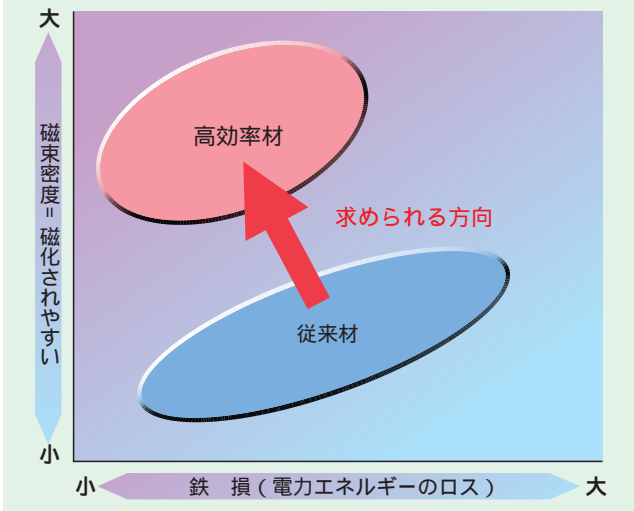 大
磁束密度＝磁化されやすい
小
高効率材
求められる方向
従来材
小
鉄　損（電力エネルギーのロス）
大